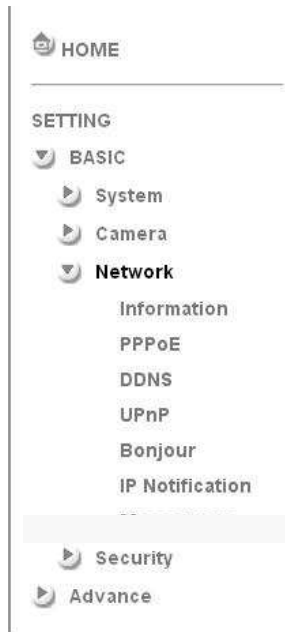 HOME
SETTING
BASIC
System
Camera
Network
Information
PPPoE
DDNS
UPnP
Bonjour
IP Notification
Security
Advance